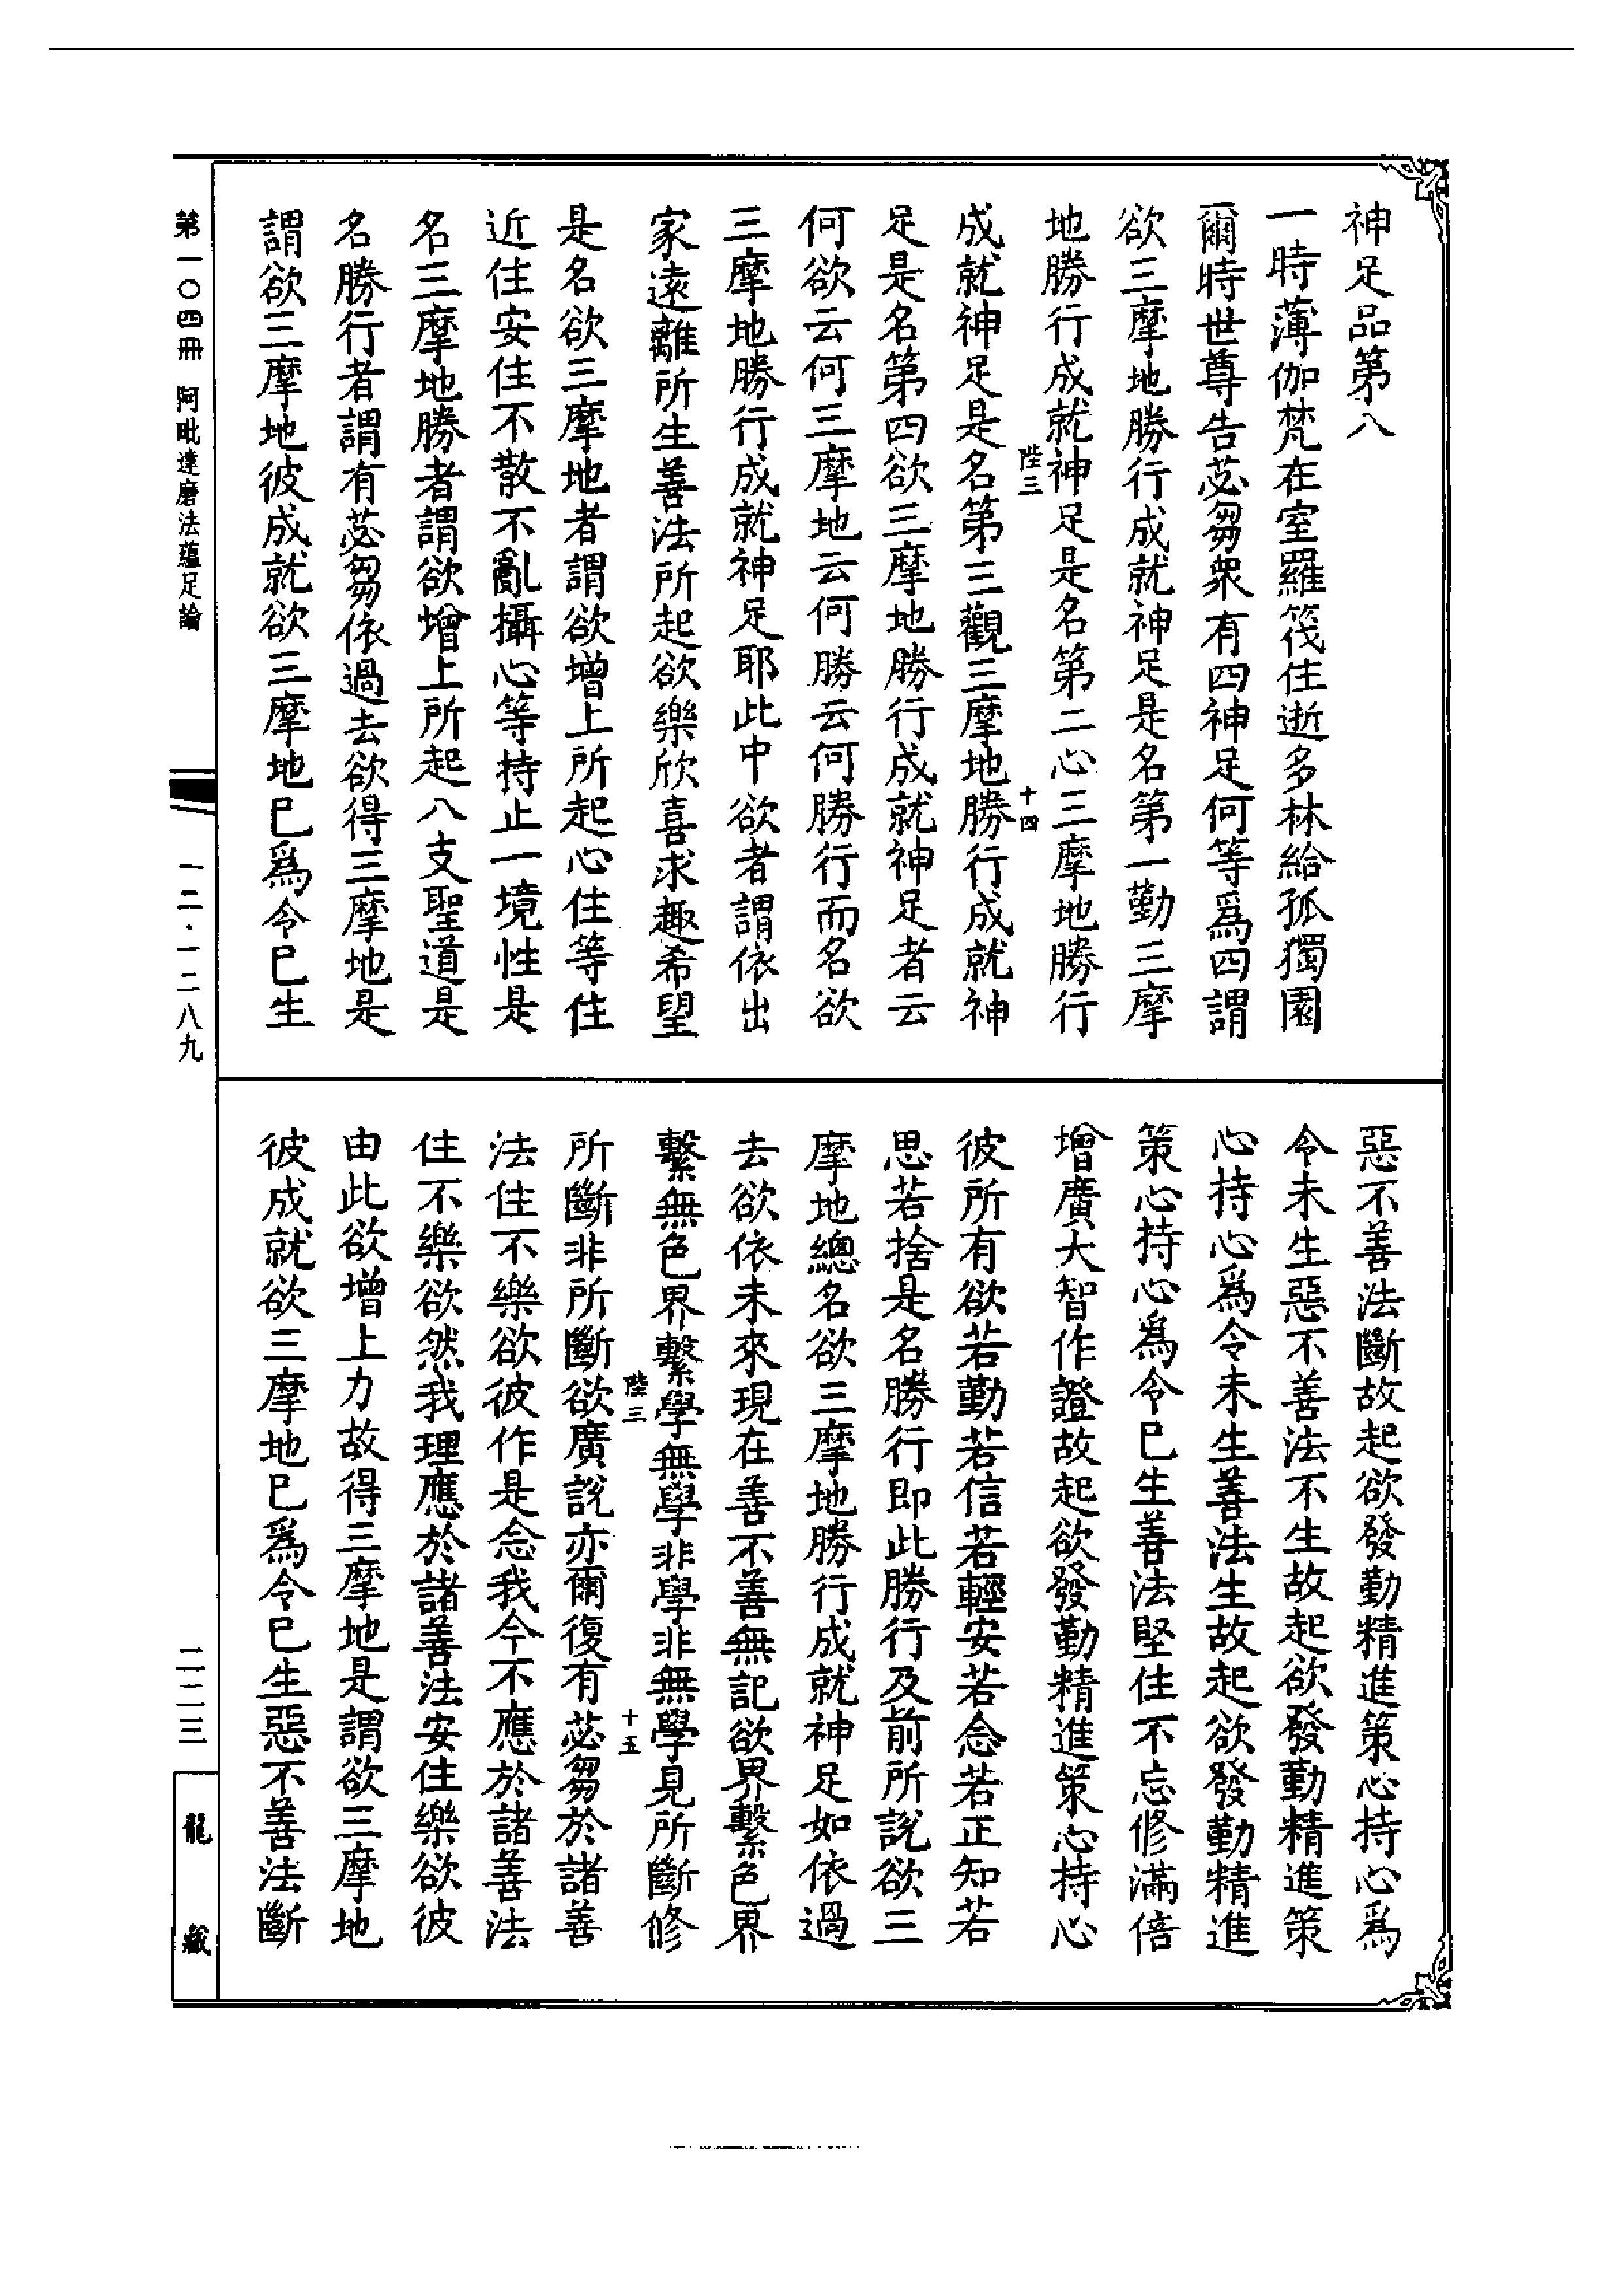 神足品第八
一時薄伽梵在室羅筏住逝多林給孤獨園
爾時世尊告苾芻衆有四神足何等爲四謂
欲三摩地勝行成就神足是名第一勤三摩
地勝行成就神足是名第二心三摩地勝行
陛三 十四
成就神足是名第三觀三摩地勝行成就神
足是名第四欲三摩地勝行成就神足者云
何欲云何三摩地云何勝云何勝行而名欲
三摩地勝行成就神足耶此中欲者謂依出
家遠離所生善法所起欲樂欣喜求趣希望
是名欲三摩地者謂欲增上所起心住等住
近住安住不散不亂攝心等持止一境性是
名三摩地勝者謂欲增上所起八支聖道是
名勝行者謂有苾芻依過去欲得三摩地是
謂欲三摩地彼成就欲三摩地已爲令已生
惡不善法斷故起欲發勤精進策心持心爲
令未生惡不善法不生故起欲發勤精進策
心持心爲令未生善法生故起欲發勤精進
策心持心爲令已生善法堅住不忘修滿倍
增廣大智作證故起欲發勤精進策心持心
彼所有欲若勤若信若輕安若念若正知若
思若捨是名勝行即此勝行及前所說欲三
摩地總名欲三摩地勝行成就神足如依過
去欲依未來現在善不善無記欲界繫色界
繫無色界繫學無學非學非無學見所斷修
陛三 十五
所斷非所斷欲廣說亦爾復有苾芻於諸善
法住不樂欲彼作是念我今不應於諸善法
住不樂欲然我理應於諸善法安住樂欲彼
由此欲增上力故得三摩地是謂欲三摩地
彼成就欲三摩地已爲令已生惡不善法斷
第一〇四冊 阿毗達磨法蘊足論
一二·一二八九
二二三
龍藏